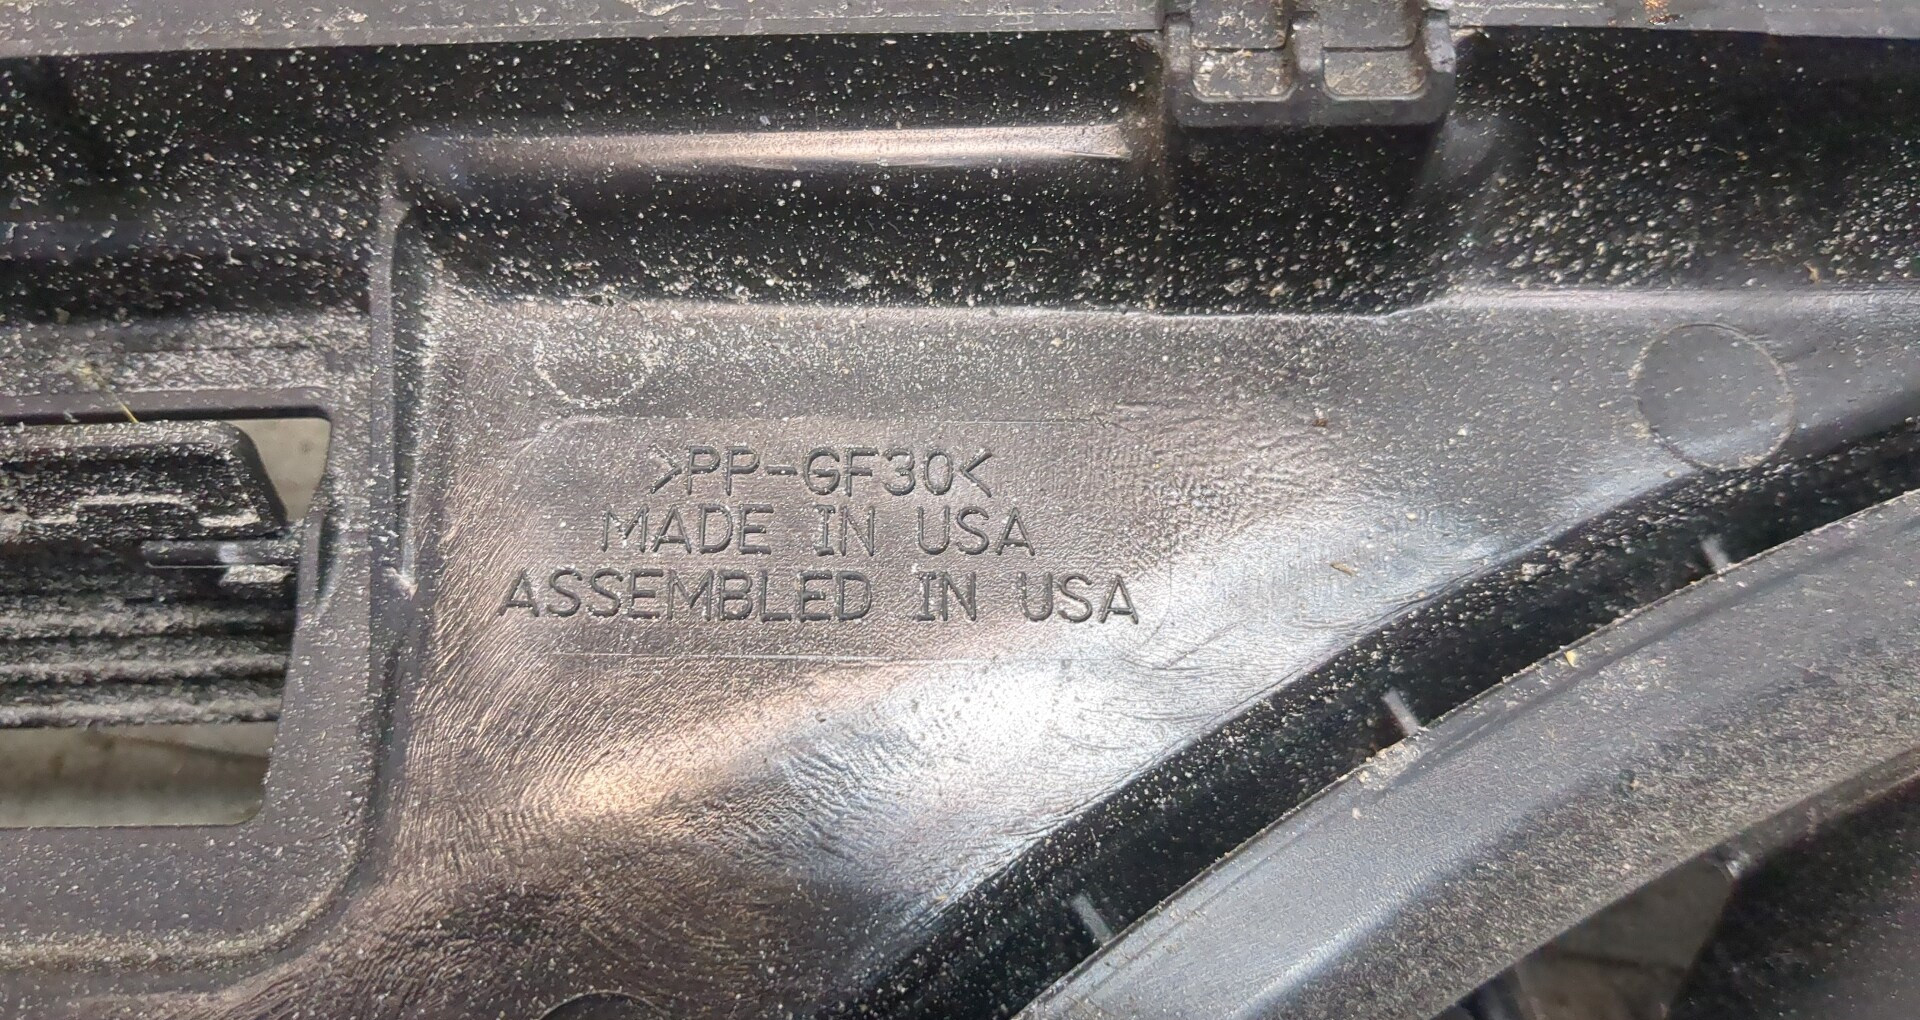 >PP-GF30<
MADE IN USA
ASSEMBLED IN USA